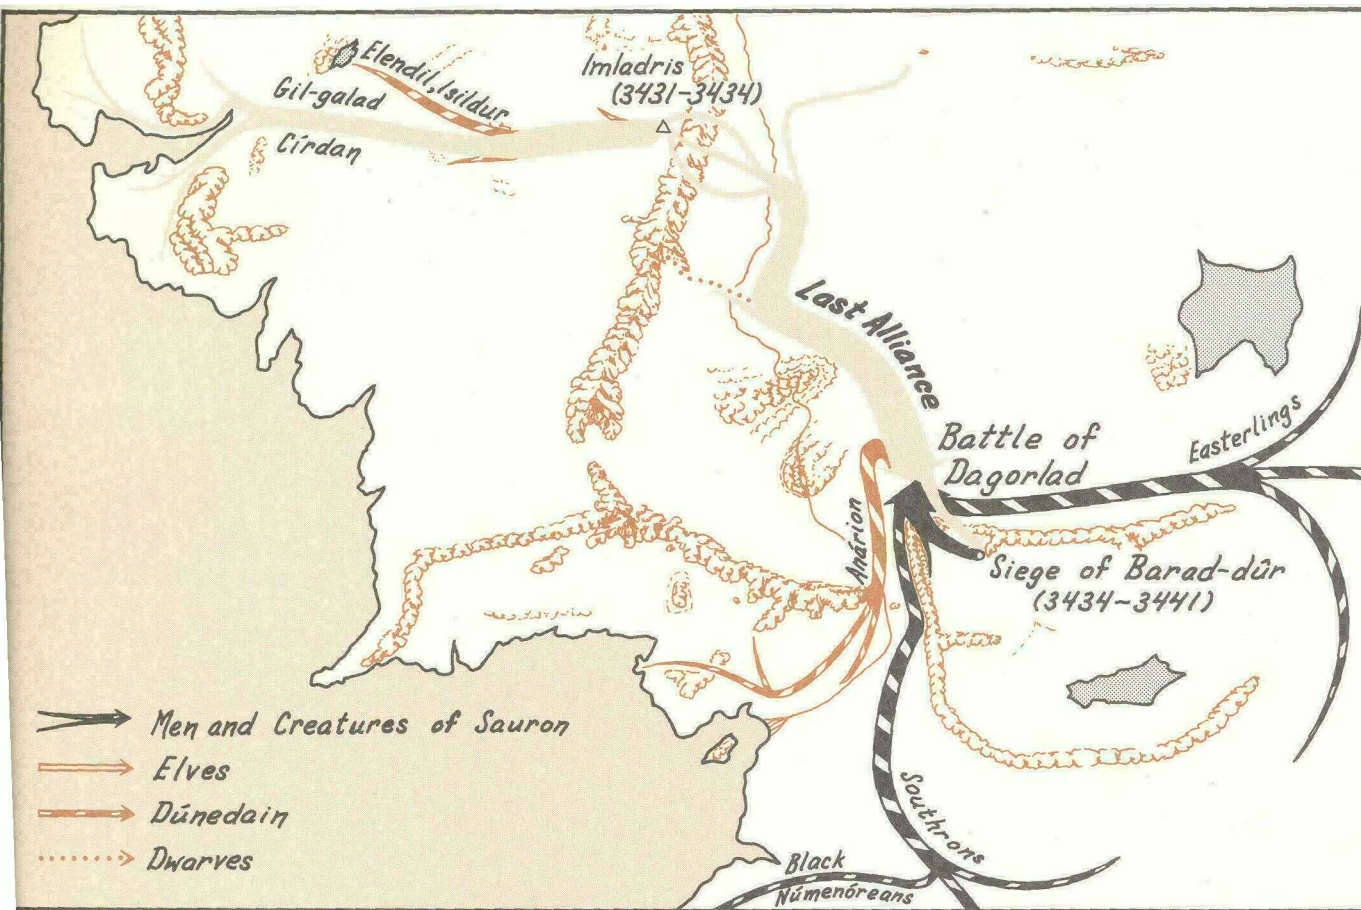 Elendil, Isildur
Gil-galad
Círdan
Imladris
(3431-3434)
Last Alliance
Battle of
Dagorlad
Easterlings
Anárion
Siege of Barad-dûr
(3434-3441)
Southrons
Black
Númenóreans
Men and Creatures of Sauron
Elves
Dúnedain
Dwarves